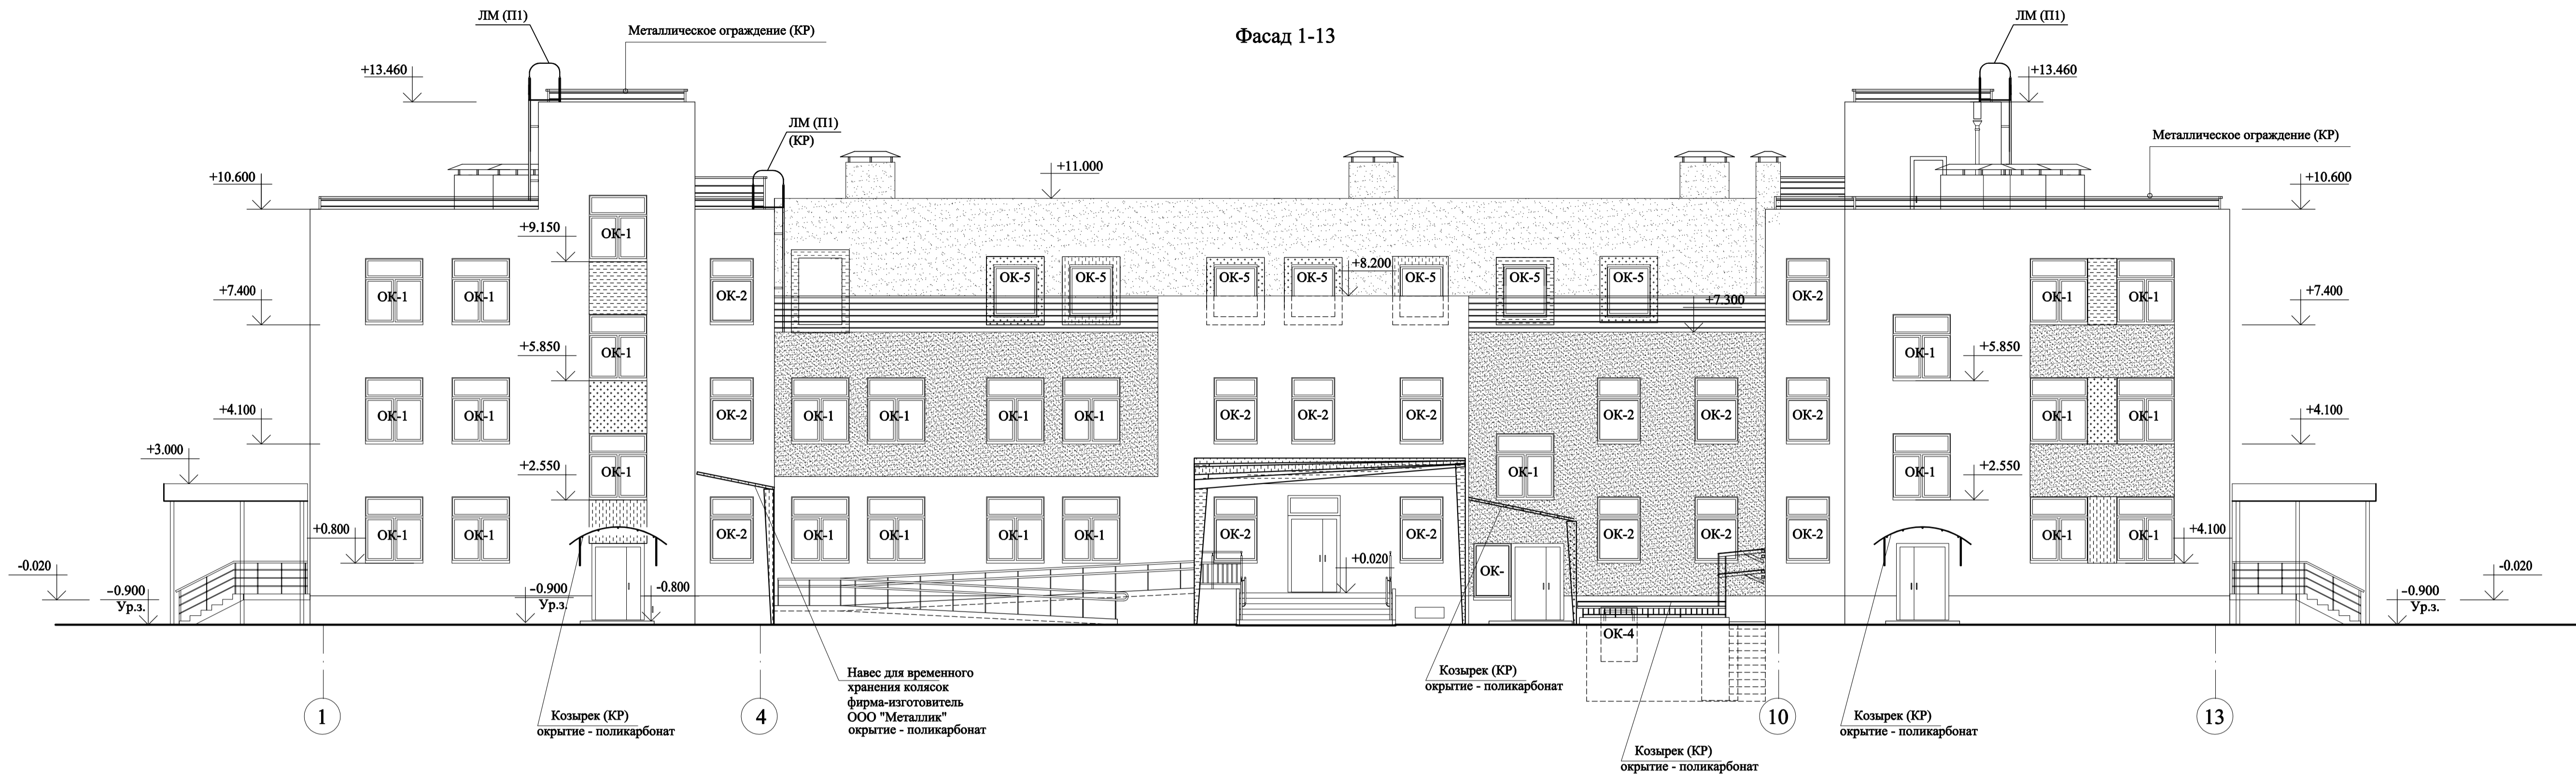 ЛМ (П1)
Металлическое ограждение (КР)
Фасад 1-13
ЛМ (П1)
+13.460
+13.460
ЛМ (П1)
(КР)
Металлическое ограждение (КР)
+11.000
+10.600
+10.600
+9.150
ОК-1
+8.200
ОК-5
ОК-5
ОК-5
ОК-5
ОК-5
ОК-5
ОК-5
+7.400
ОК-1
ОК-1
ОК-2
+7.300
ОК-2
ОК-1
ОК-1
+7.400
+5.850
ОК-1
ОК-1
+5.850
+4.100
ОК-1
ОК-1
ОК-2
ОК-1
ОК-1
ОК-1
ОК-1
ОК-2
ОК-2
ОК-2
ОК-2
ОК-2
ОК-2
ОК-1
ОК-1
+4.100
+3.000
+2.550
ОК-1
ОК-1
ОК-1
+2.550
+0.800
ОК-1
ОК-1
ОК-2
ОК-1
ОК-1
ОК-1
ОК-1
ОК-2
ОК-2
ОК-2
ОК-2
ОК-2
ОК-1
ОК-1
+4.100
-0.020
+0.020
ОК-
-0.020
-0.900
Ур.з.
-0.900
Ур.з.
-0.800
-0.900
Ур.з.
ОК-4
Навес для временного
хранения колясок
фирма-изготовитель
ООО "Металлик"
окрытие - поликарбонат
Козырек (КР)
окрытие - поликарбонат
1
4
10
13
Козырек (КР)
окрытие - поликарбонат
Козырек (КР)
окрытие - поликарбонат
Козырек (КР)
окрытие - поликарбонат